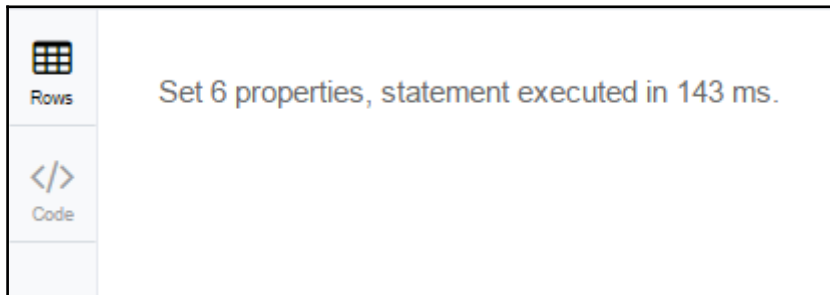 Rows
Set 6 properties, statement executed in 143 ms.
</>
Code